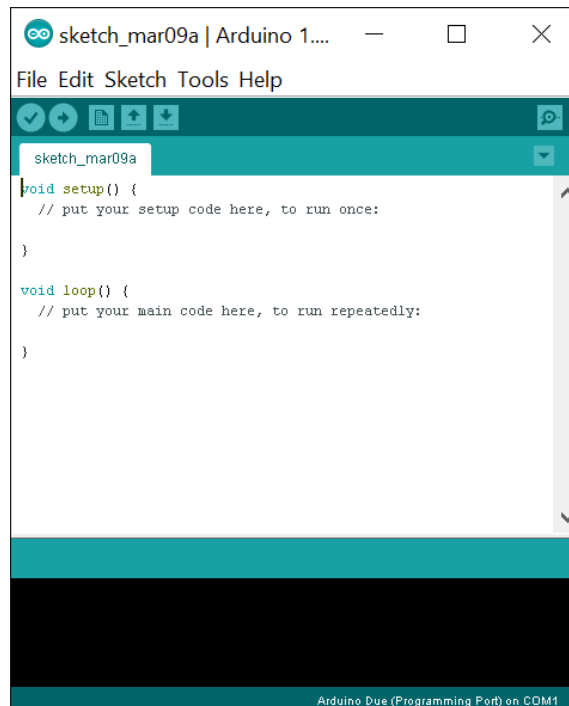 sketch_mar09a | Arduino 1....
File Edit Sketch Tools Help
sketch_mar09a
void setup() {
  // put your setup code here, to run once:
}
void loop() {
  // put your main code here, to run repeatedly:
}
Arduino Due (Programming Port) on COM1